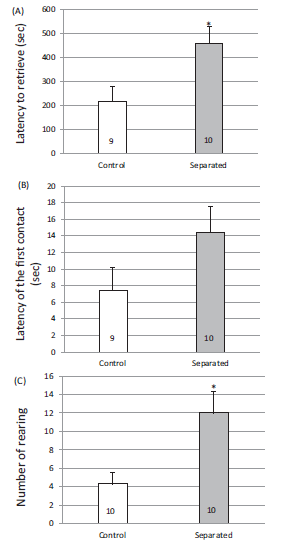 (A)
Latency to retrieve (sec)
600
500
400
300
200
100
0
*
9
10
Control
Separated
(B)
Latency of the first contact
(sec)
20
18
16
14
12
10
8
6
4
2
0
9
10
Control
Separated
(C)
Number of rearing
16
14
12
10
8
6
4
2
0
*
10
10
Control
Separated